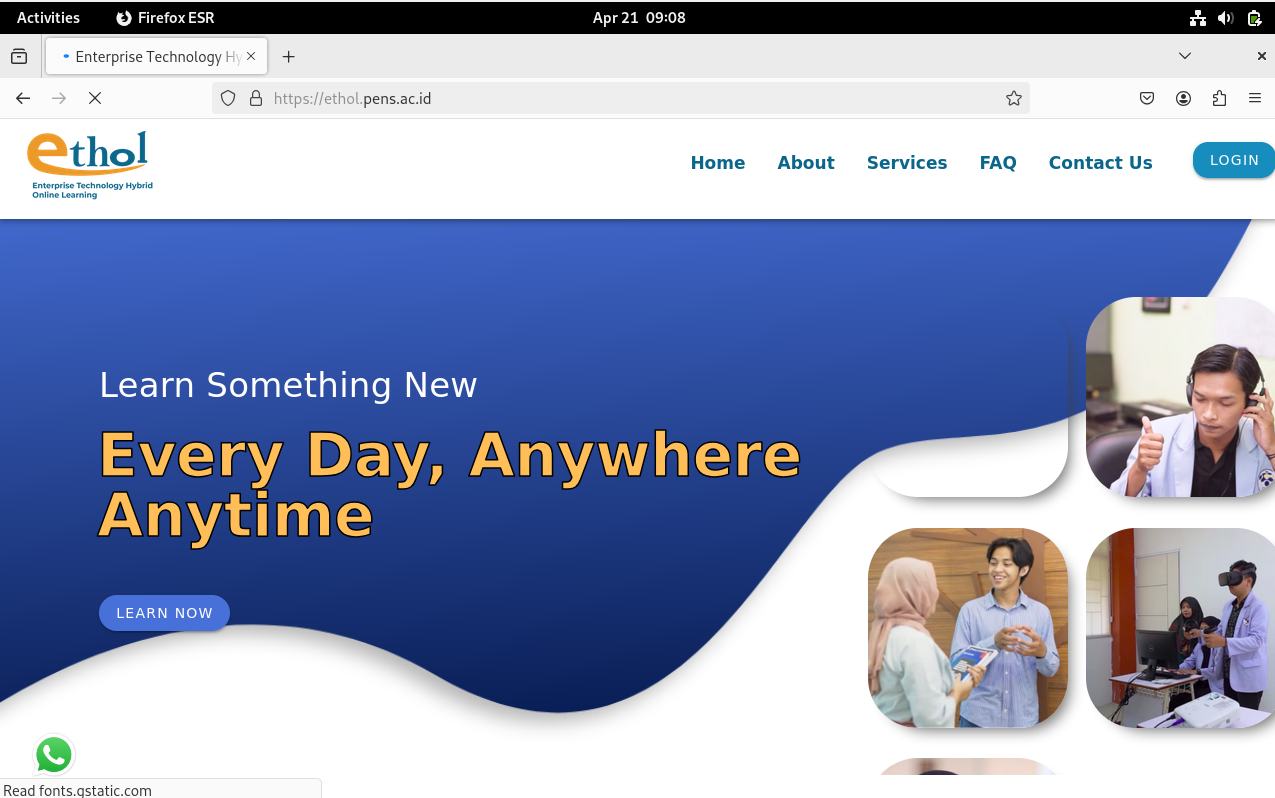 Activities
Firefox ESR
Apr 21 09:08
Enterprise Technology Hy
https://ethol.pens.ac.id
ethol
Enterprise Technology Hybrid
Online Learning
Home
About
Services
FAQ
Contact Us
LOGIN
Learn Something New
Every Day, Anywhere
Anytime
LEARN NOW
Read fonts.gstatic.com